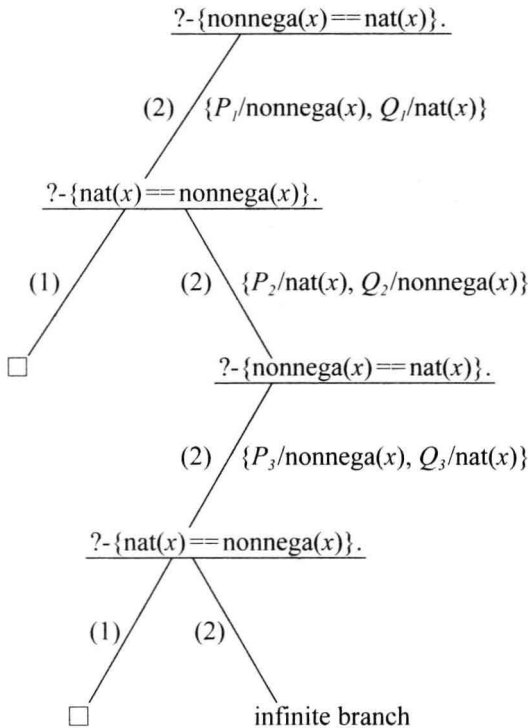 ?-{nonnega(x)==nat(x)}.
(2) {P₁/nonnega(x), Q₁/nat(x)}
?-{nat(x)==nonnega(x)}.
(1) (2) {P₂/nat(x), Q₂/nonnega(x)}
□
?-{nonnega(x)==nat(x)}.
(2) {P₃/nonnega(x), Q₃/nat(x)}
?-{nat(x)==nonnega(x)}.
(1) (2)
□ infinite branch